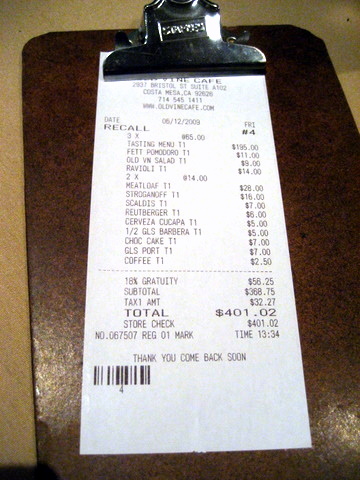 VINE CAFE
2937 BRISTOL ST SUITE A102
COSTA MESA,CA 92626
714 545 1411
WWW.OLDVINECAFE.COM
DATE 06/12/2009 FRI
RECALL #4
3 X @65.00
TASTING MENU T1 $195.00
FETT POMODORO T1 $11.00
OLD VN SALAD T1 $9.00
RAVIOLI T1 $14.00
2 X @14.00
MEATLOAF T1 $28.00
STROGANOFF T1 $16.00
SCALDIS T1 $7.00
REUTBERGER T1 $6.00
CERVEZA CUCAPA T1 $5.00
1/2 GLS BARBERA T1 $5.00
CHOC CAKE T1 $7.00
GLS PORT T1 $7.00
COFFEE T1 $2.50
18% GRATUITY $56.25
SUBTOTAL $368.75
TAX1 AMT $32.27
TOTAL $401.02
STORE CHECK $401.02
NO.067507 REG 01 MARK TIME 13:34
THANK YOU COME BACK SOON
4